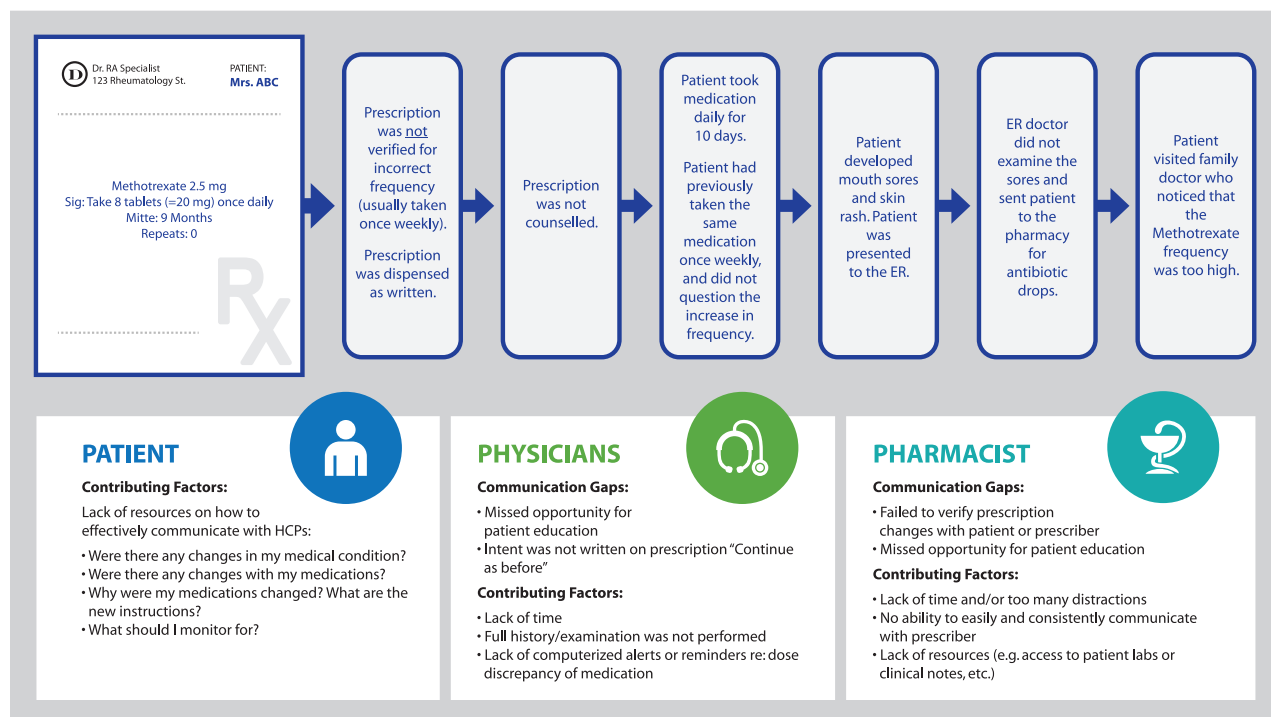 D
Dr. RA Specialist
123 Rheumatology St.
PATIENT:
Mrs. ABC
Methotrexate 2.5 mg
Sig: Take 8 tablets (=20 mg) once daily
Mitte: 9 Months
Repeats: 0
Rx
Prescription
was not
verified for
incorrect
frequency
(usually taken
once weekly).
Prescription
was dispensed
as written.
Prescription
was not
counselled.
Patient took
medication
daily for
10 days.
Patient had
previously
taken the
same
medication
once weekly,
and did not
question the
increase in
frequency.
Patient
developed
mouth sores
and skin
rash. Patient
was
presented
to the ER.
ER doctor
did not
examine the
sores and
sent patient
to the
pharmacy
for
antibiotic
drops.
Patient
visited family
doctor who
noticed that
the
Methotrexate
frequency
was too high.
PATIENT
Contributing Factors:
Lack of resources on how to
effectively communicate with HCPs:
• Were there any changes in my medical condition?
• Were there any changes with my medications?
• Why were my medications changed? What are the
new instructions?
• What should I monitor for?
PHYSICIANS
Communication Gaps:
• Missed opportunity for
patient education
• Intent was not written on prescription "Continue
as before"
Contributing Factors:
• Lack of time
• Full history/examination was not performed
• Lack of computerized alerts or reminders re: dose
discrepancy of medication
PHARMACIST
Communication Gaps:
• Failed to verify prescription
changes with patient or prescriber
• Missed opportunity for patient education
Contributing Factors:
• Lack of time and/or too many distractions
• No ability to easily and consistently communicate
with prescriber
• Lack of resources (e.g. access to patient labs or
clinical notes, etc.)